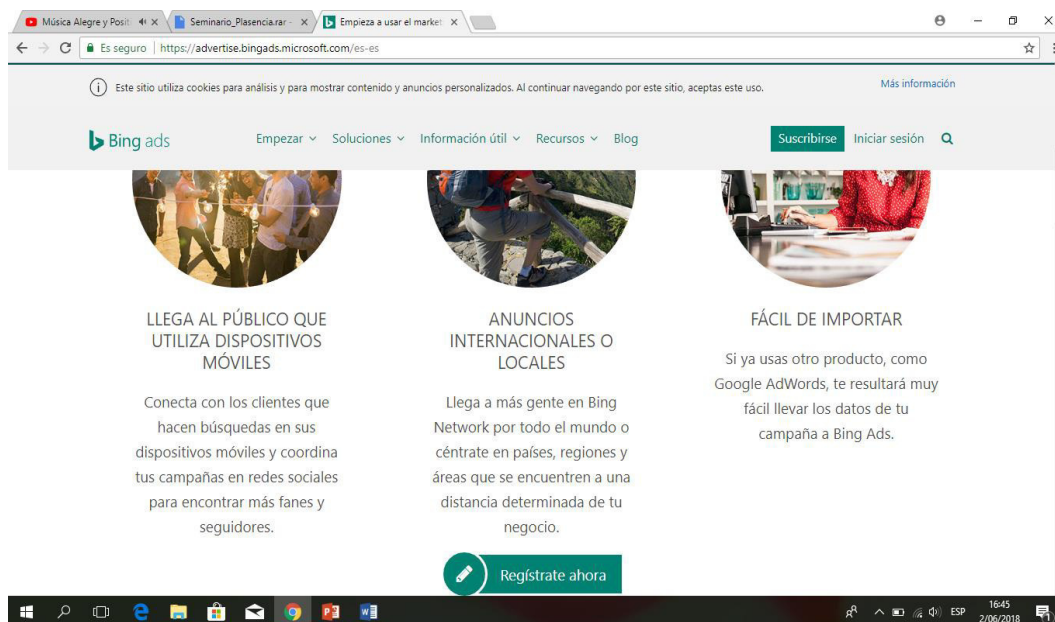 Música Alegre y Positi
Seminario_Plasencia.rar -
Empieza a usar el market
Es seguro
https://advertise.bingads.microsoft.com/es-es
Este sitio utiliza cookies para análisis y para mostrar contenido y anuncios personalizados. Al continuar navegando por este sitio, aceptas este uso.
Más información
Bing ads
Empezar
Soluciones
Información útil
Recursos
Blog
Suscribirse
Iniciar sesión
LLEGA AL PÚBLICO QUE
UTILIZA DISPOSITIVOS
MÓVILES
Conecta con los clientes que
hacen búsquedas en sus
dispositivos móviles y coordina
tus campañas en redes sociales
para encontrar más fanes y
seguidores.
ANUNCIOS
INTERNACIONALES O
LOCALES
Llega a más gente en Bing
Network por todo el mundo o
céntrate en países, regiones y
áreas que se encuentren a una
distancia determinada de tu
negocio.
FÁCIL DE IMPORTAR
Si ya usas otro producto, como
Google AdWords, te resultará muy
fácil llevar los datos de tu
campaña a Bing Ads.
Regístrate ahora
ESP
16:45
2/06/2018